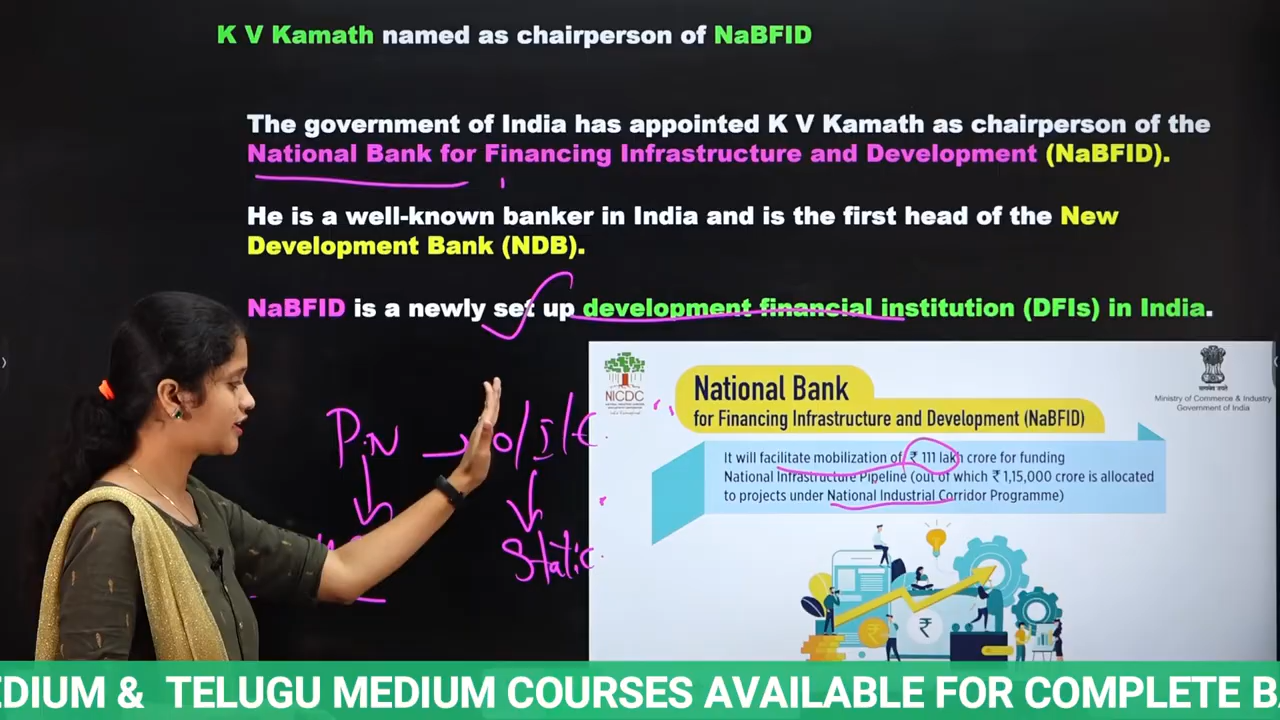 K V Kamath named as chairperson of NaBFID
The government of India has appointed K V Kamath as chairperson of the
National Bank for Financing Infrastructure and Development (NaBFID).
He is a well-known banker in India and is the first head of the New
Development Bank (NDB).
NaBFID is a newly set up development financial institution (DFIs) in India.
NICDC
Ministry of Commerce & Industry
Government of India
National Bank
for Financing Infrastructure and Development (NaBFID)
It will facilitate mobilization of ₹ 111 lakh crore for funding
National Infrastructure Pipeline (out of which ₹ 1,15,000 crore is allocated
to projects under National Industrial Corridor Programme)
P.N → O/I/C
Static
EDIUM & TELUGU MEDIUM COURSES AVAILABLE FOR COMPLETE BA